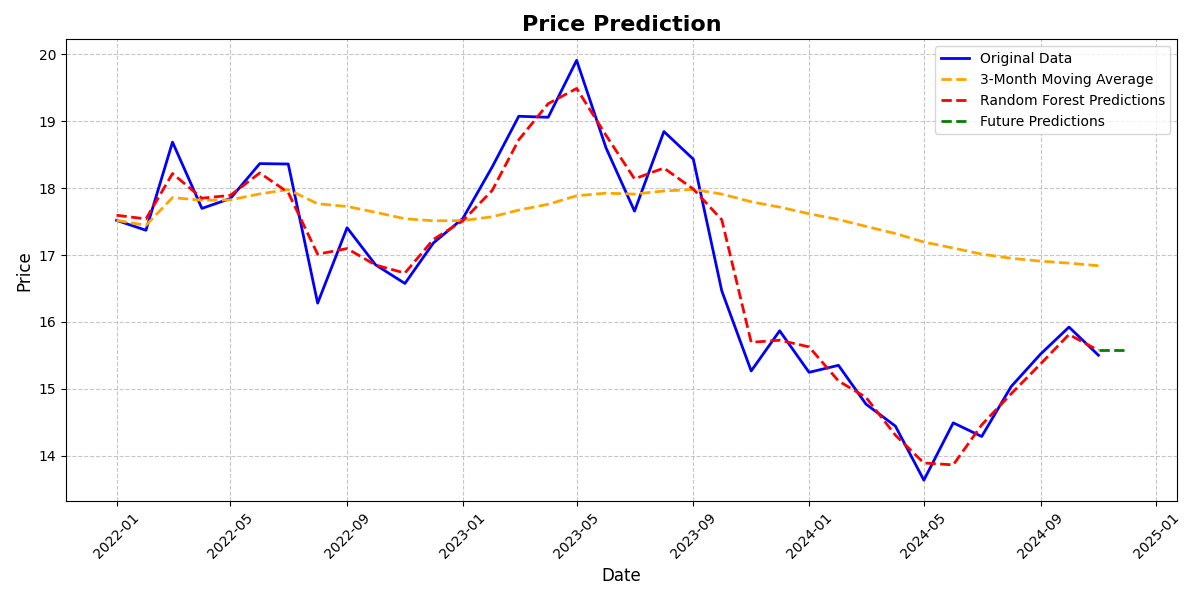 Price Prediction
Original Data
3-Month Moving Average
Random Forest Predictions
Future Predictions
20
19
18
17
16
15
14
Price
2022-01
2022-05
2022-09
2023-01
2023-05
2023-09
2024-01
2024-05
2024-09
2025-01
Date